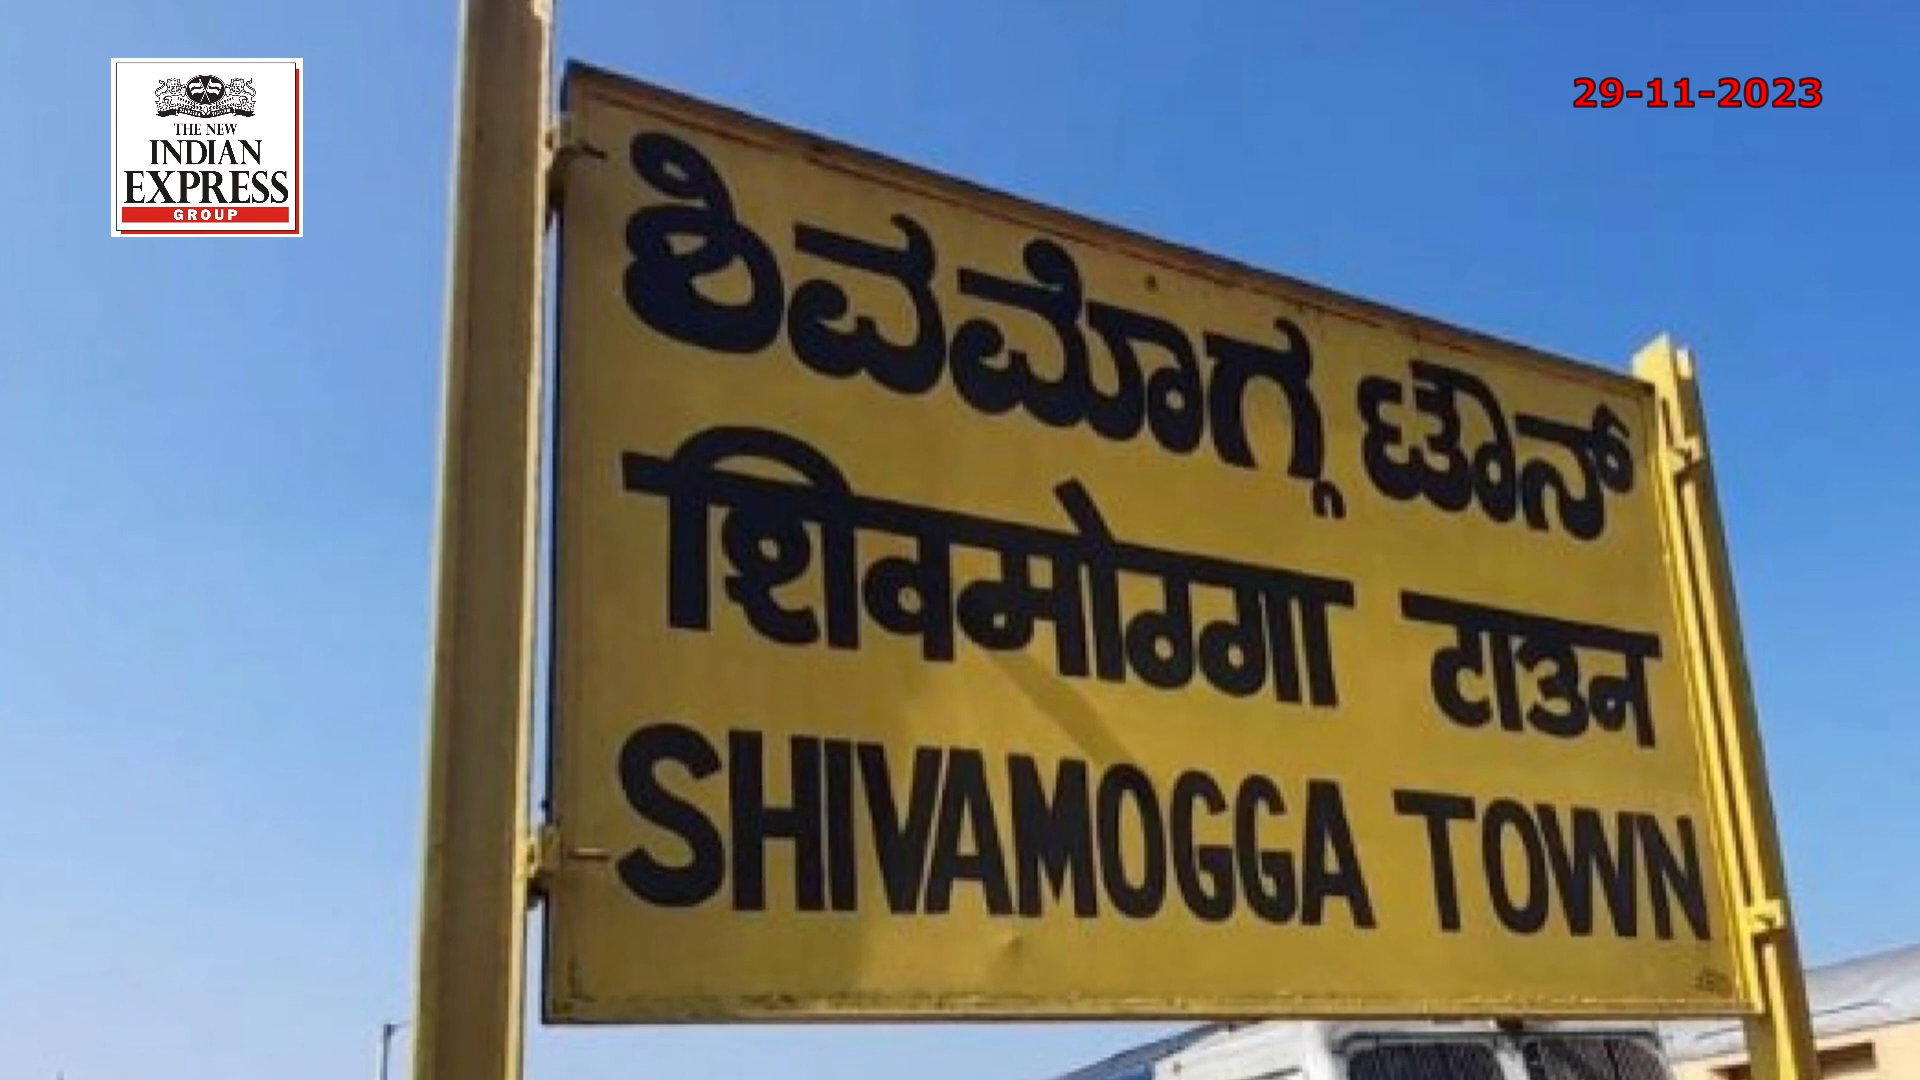 THE NEW
INDIAN
EXPRESS
GROUP
29-11-2023
ಶಿವಮೊಗ್ಗ ಟೌನ್
शिवमोग्गा टाउन
SHIVAMOGGA TOWN